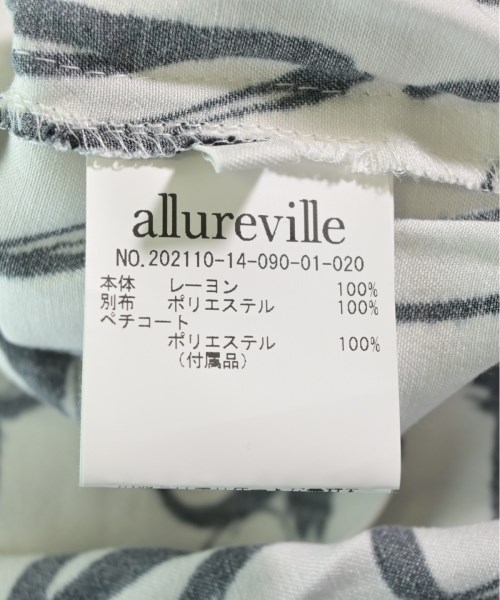 allureville
NO.202110-14-090-01-020
本体 レーヨン 100%
別布 ポリエステル 100%
ペチコート
ポリエステル 100%
(付属品)